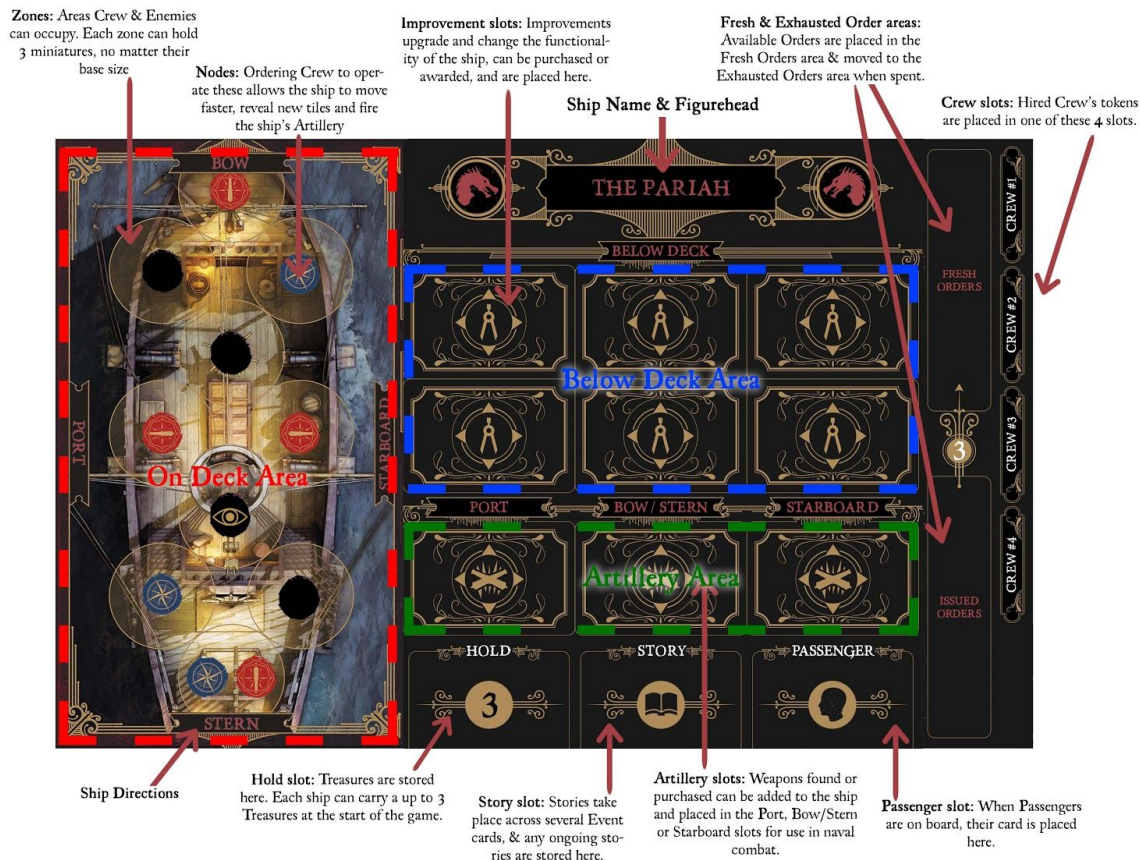 Zones: Areas Crew & Enemies
can occupy. Each zone can hold
3 miniatures, no matter their
base size
Nodes: Ordering Crew to oper-
ate these allows the ship to move
faster, reveal new tiles and fire
the ship's Artillery
Improvement slots: Improvements
upgrade and change the functional-
ity of the ship, can be purchased or
awarded, and are placed here.
Ship Name & Figurehead
Fresh & Exhausted Order areas:
Available Orders are placed in the
Fresh Orders area & moved to the
Exhausted Orders area when spent.
Crew slots: Hired Crew's tokens
are placed in one of these 4 slots.
BOW
PORT
STARBOARD
On Deck Area
STERN
THE PARIAH
BELOW DECK
Below Deck Area
PORT
BOW / STERN
STARBOARD
Artillery Area
HOLD
3
STORY
PASSENGER
FRESH
ORDERS
3
ISSUED
ORDERS
CREW #1
CREW #2
CREW #3
CREW #4
Ship Directions
Hold slot: Treasures are stored
here. Each ship can carry a up to 3
Treasures at the start of the game.
Story slot: Stories take
place across several Event
cards, & any ongoing sto-
ries are stored here.
Artillery slots: Weapons found or
purchased can be added to the ship
and placed in the Port, Bow/Stern
or Starboard slots for use in naval
combat.
Passenger slot: When Passengers
are on board, their card is placed
here.